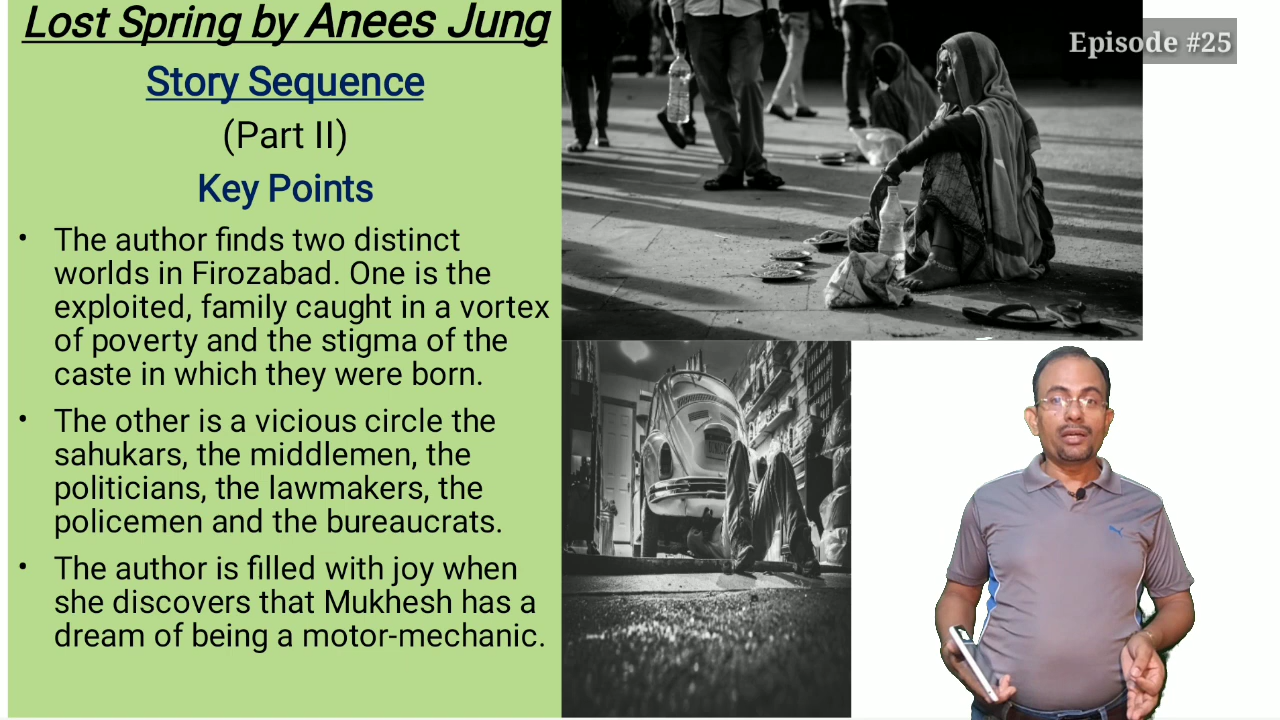 Lost Spring by Anees Jung
Episode #25
Story Sequence
(Part II)
Key Points
• The author finds two distinct
worlds in Firozabad. One is the
exploited, family caught in a vortex
of poverty and the stigma of the
caste in which they were born.
• The other is a vicious circle the
sahukars, the middlemen, the
politicians, the lawmakers, the
policemen and the bureaucrats.
• The author is filled with joy when
she discovers that Mukhesh has a
dream of being a motor-mechanic.